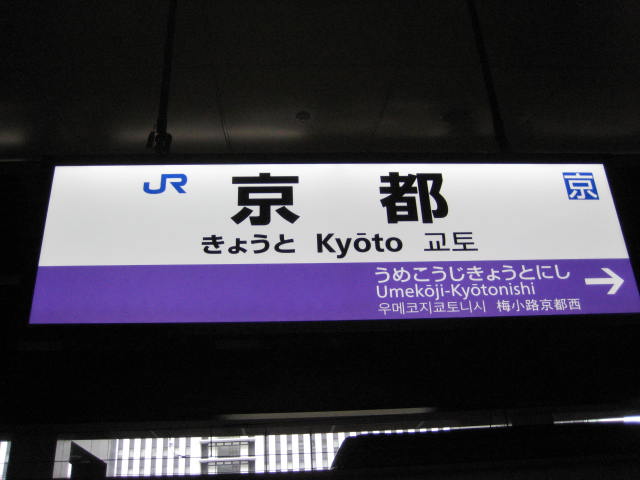 JR 京都 京
きょうと Kyōto 교토
うめこうじきょうとにし
Umekōji-Kyōtonishi
우메코지쿄토니시 梅小路京都西